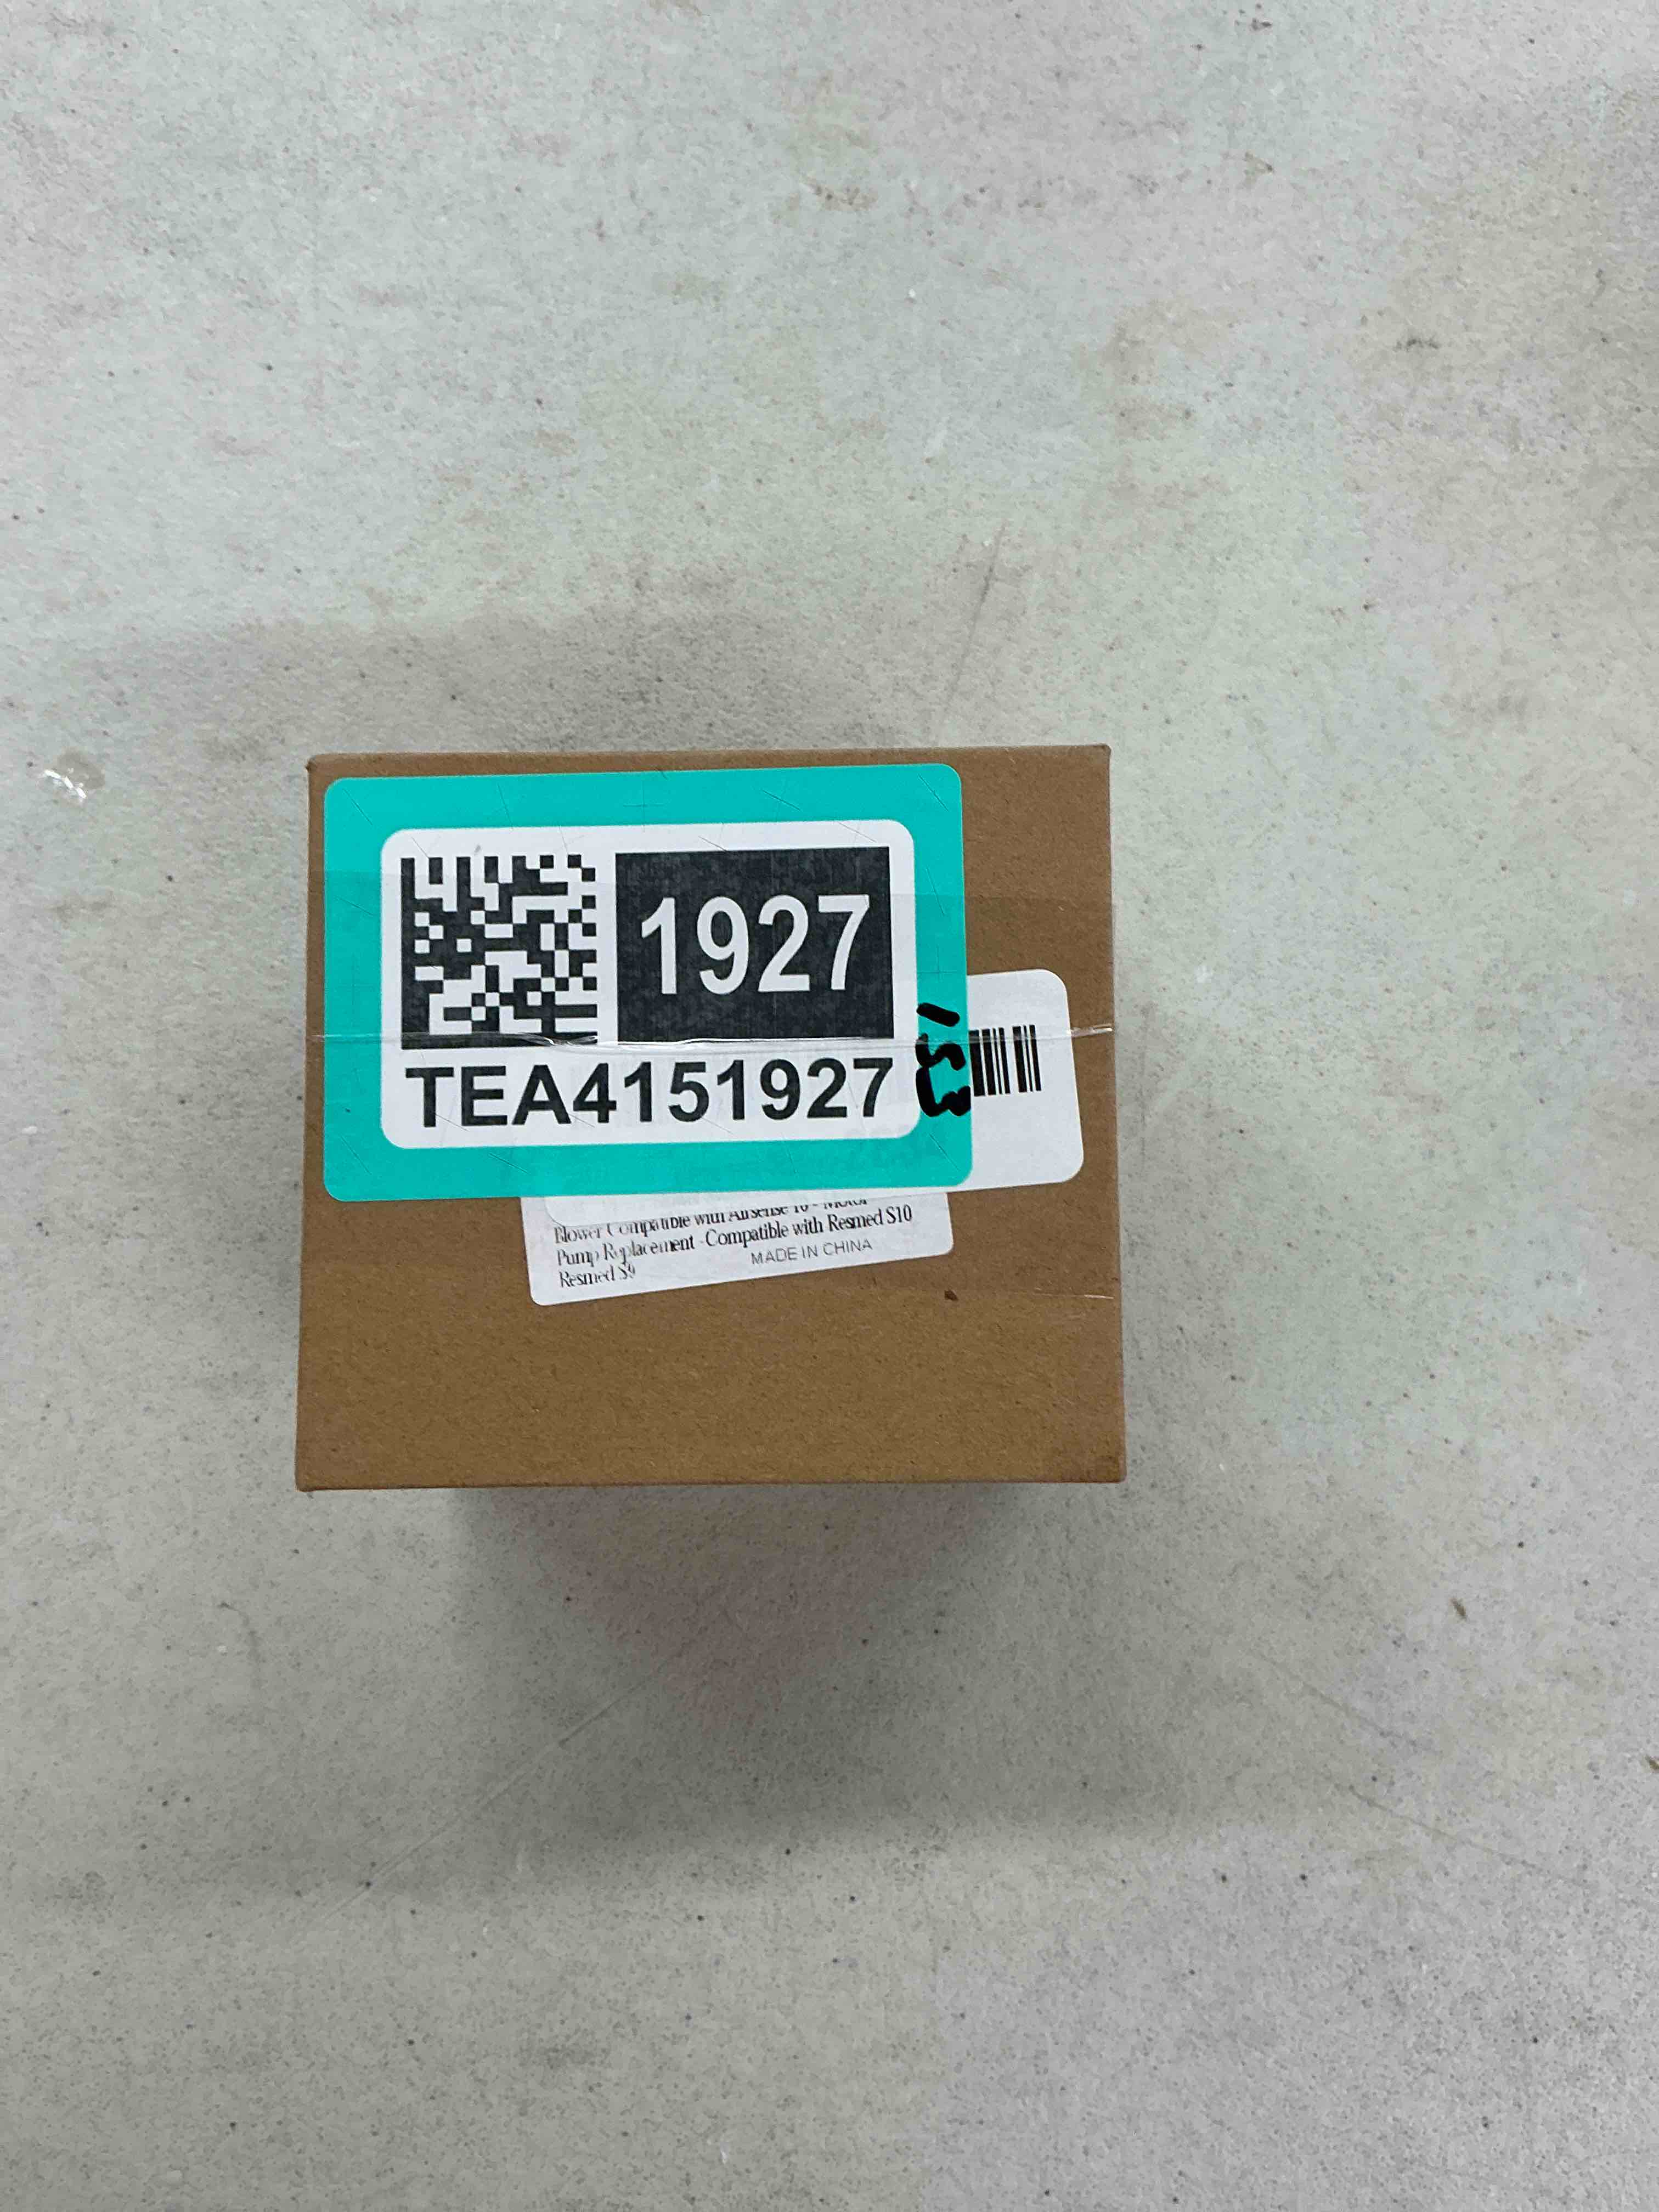 1927
TEA4151927
153
Blower Compatible with Airsense 10 - Motor
Pump Replacement -Compatible with Resmed S10
Resmed S9
MADE IN CHINA